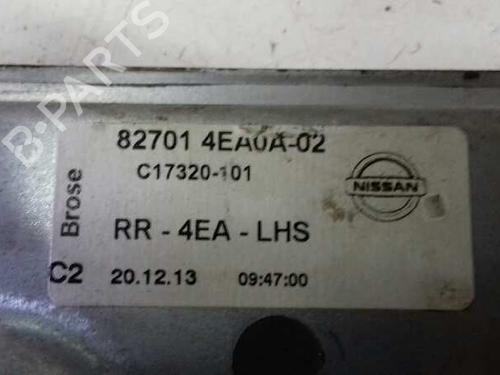 B-PARTS
82701 4EA0A-02
C17320-101
NISSAN
Brose
RR - 4EA - LHS
C2 20.12.13 09:47:00